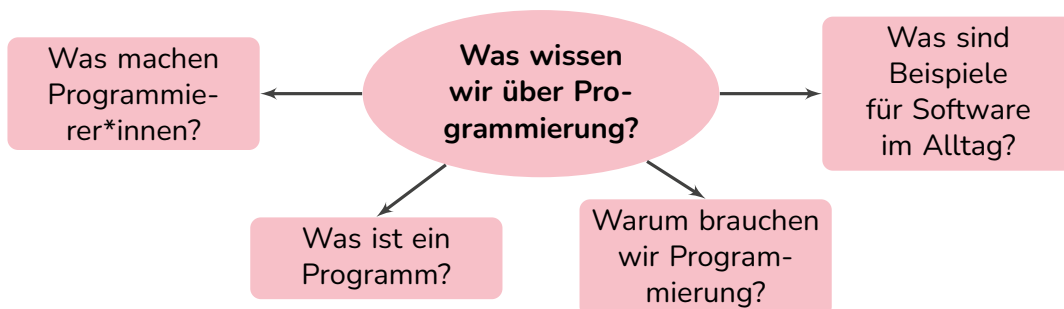 Was wissen
wir über Pro-
grammierung?
Was machen
Programmie-
rer*innen?
Was ist ein
Programm?
Warum brauchen
wir Program-
mierung?
Was sind
Beispiele
für Software
im Alltag?